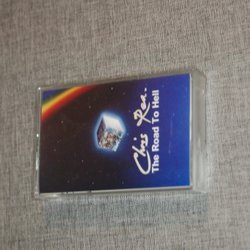 Chris Rea.
The Road To Hell